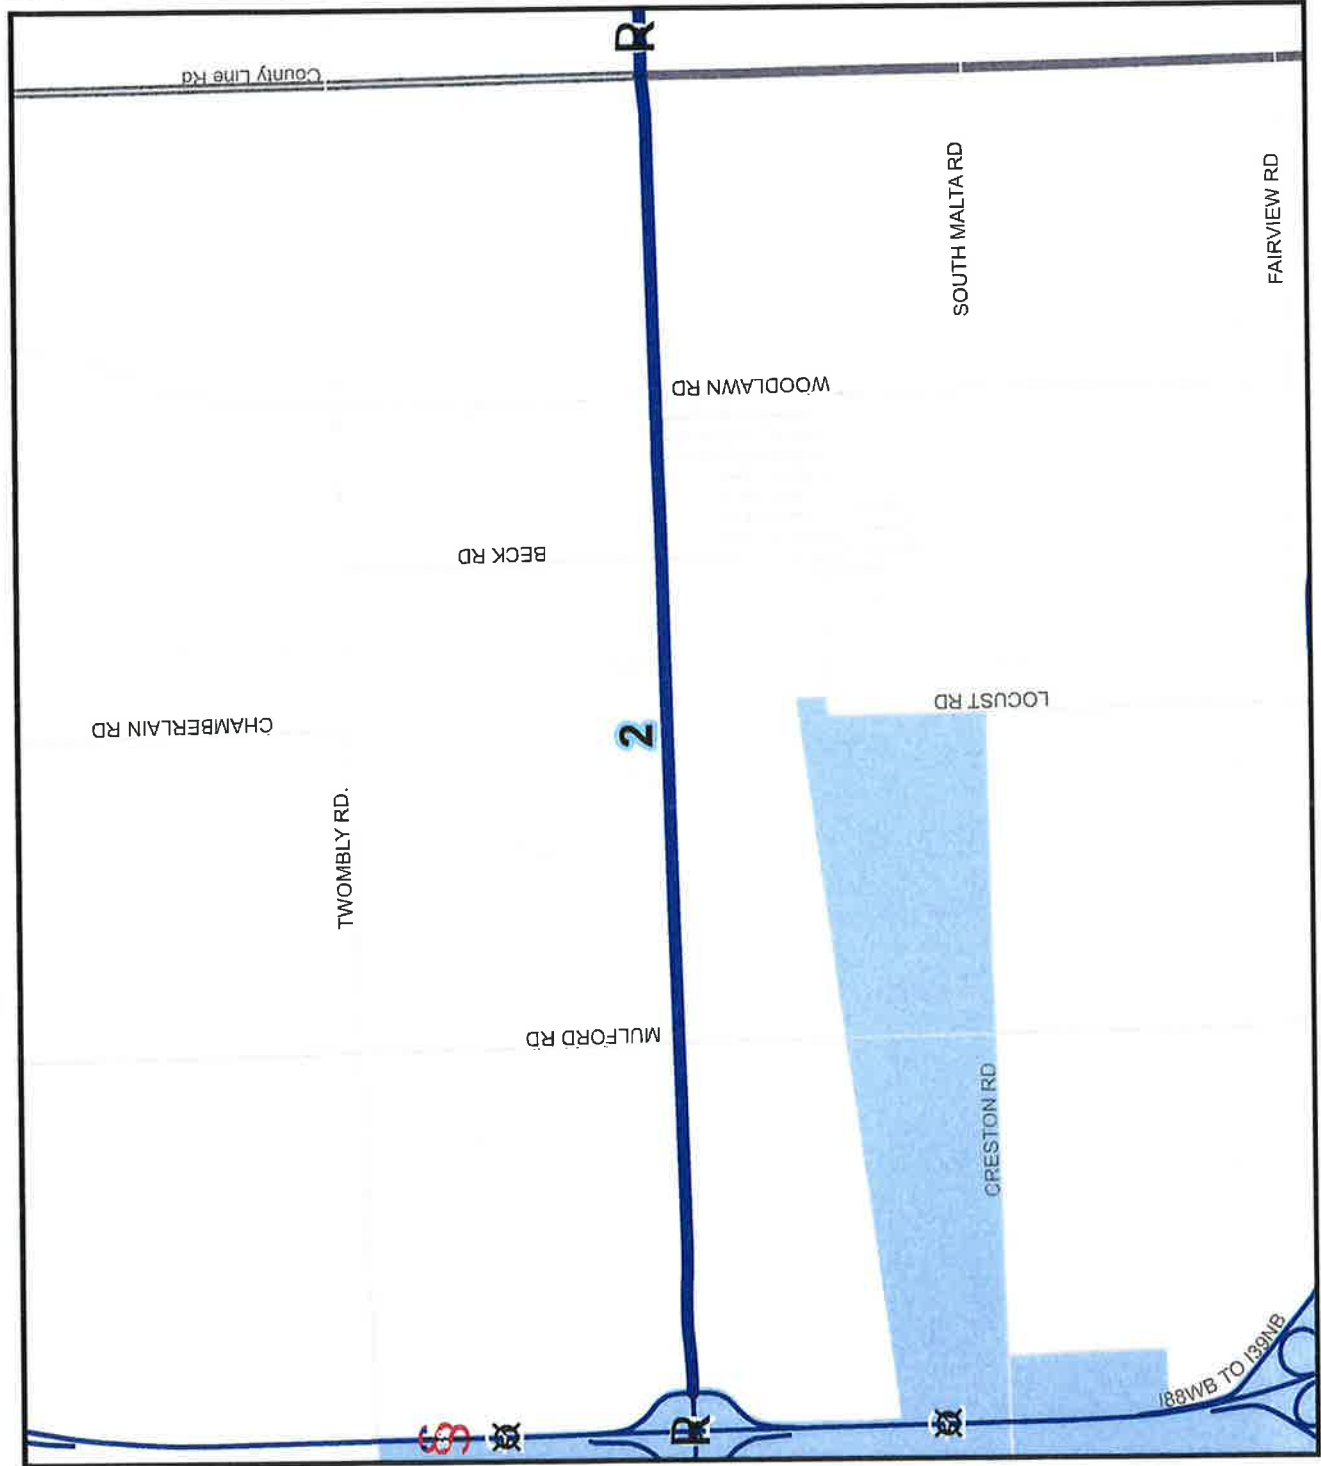 R
County Line Rd
SOUTH MALTA RD
FAIRVIEW RD
WOODLAWN RD
BECK RD
LOCUST RD
CHAMBERLAIN RD
2
TWOMBLY RD.
MULFORD RD
CRESTON RD
I88WB TO I39NB
R